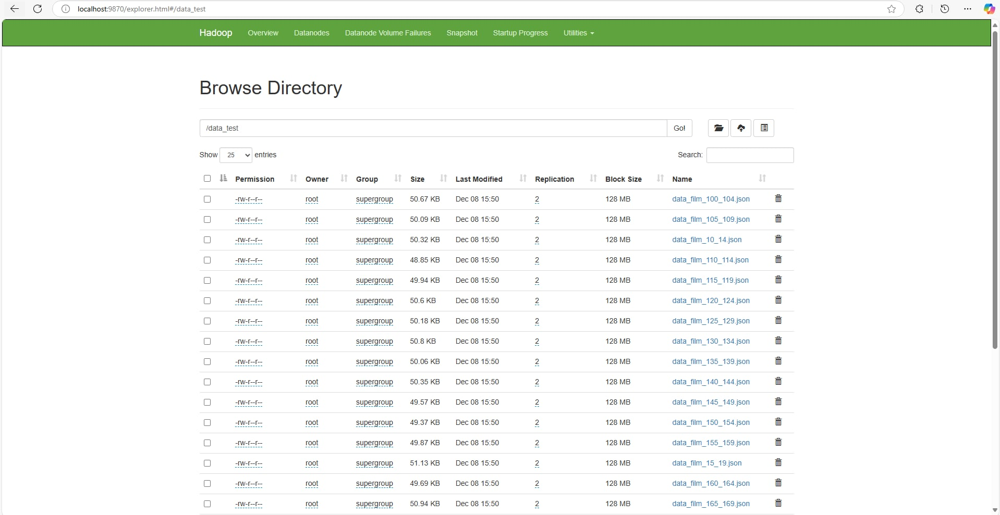 localhost:9870/explorer.html#/data_test
Hadoop Overview Datanodes Datanode Volume Failures Snapshot Startup Progress Utilities
Browse Directory
/data_test Go!
Show 25 entries Search:
Permission Owner Group Size Last Modified Replication Block Size Name
-rw-r--r-- root supergroup 50.67 KB Dec 08 15:50 2 128 MB data_film_100_104.json
-rw-r--r-- root supergroup 50.09 KB Dec 08 15:50 2 128 MB data_film_105_109.json
-rw-r--r-- root supergroup 50.32 KB Dec 08 15:50 2 128 MB data_film_10_14.json
-rw-r--r-- root supergroup 48.85 KB Dec 08 15:50 2 128 MB data_film_110_114.json
-rw-r--r-- root supergroup 49.94 KB Dec 08 15:50 2 128 MB data_film_115_119.json
-rw-r--r-- root supergroup 50.6 KB Dec 08 15:50 2 128 MB data_film_120_124.json
-rw-r--r-- root supergroup 50.18 KB Dec 08 15:50 2 128 MB data_film_125_129.json
-rw-r--r-- root supergroup 50.8 KB Dec 08 15:50 2 128 MB data_film_130_134.json
-rw-r--r-- root supergroup 50.06 KB Dec 08 15:50 2 128 MB data_film_135_139.json
-rw-r--r-- root supergroup 50.35 KB Dec 08 15:50 2 128 MB data_film_140_144.json
-rw-r--r-- root supergroup 49.57 KB Dec 08 15:50 2 128 MB data_film_145_149.json
-rw-r--r-- root supergroup 49.37 KB Dec 08 15:50 2 128 MB data_film_150_154.json
-rw-r--r-- root supergroup 49.87 KB Dec 08 15:50 2 128 MB data_film_155_159.json
-rw-r--r-- root supergroup 51.13 KB Dec 08 15:50 2 128 MB data_film_15_19.json
-rw-r--r-- root supergroup 49.69 KB Dec 08 15:50 2 128 MB data_film_160_164.json
-rw-r--r-- root supergroup 50.94 KB Dec 08 15:50 2 128 MB data_film_165_169.json